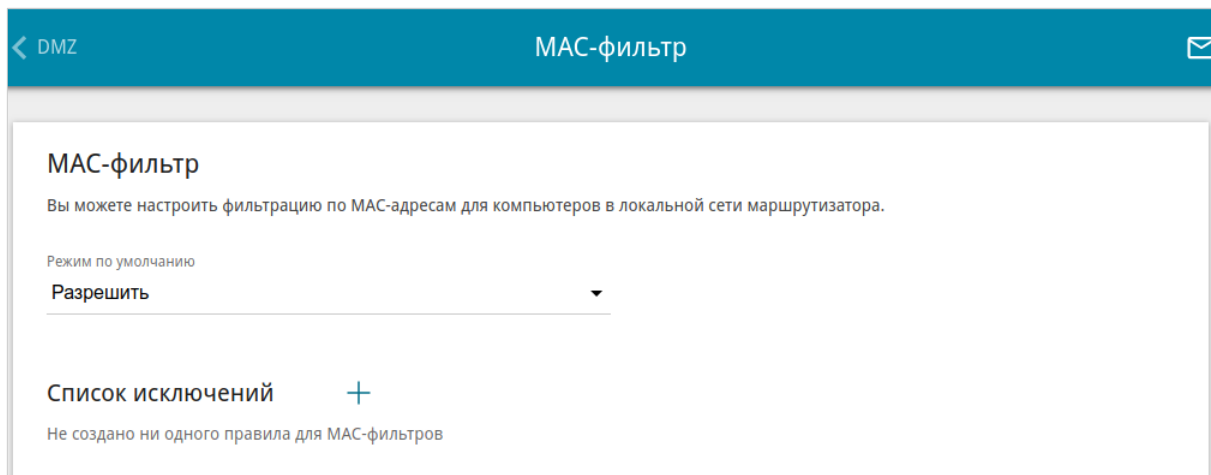 DMZ
MAC-фильтр
MAC-фильтр
Вы можете настроить фильтрацию по MAC-адресам для компьютеров в локальной сети маршрутизатора.
Режим по умолчанию
Разрешить
Список исключений
Не создано ни одного правила для MAC-фильтров